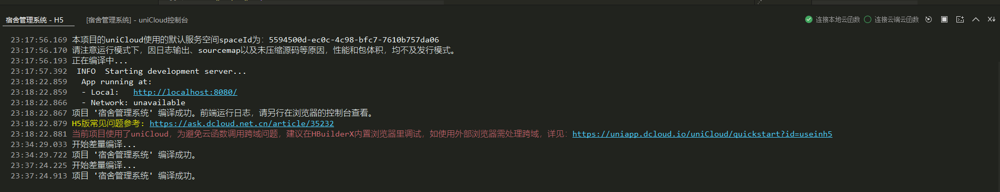 宿舍管理系统 - H5
[宿舍管理系统] - uniCloud控制台
连接本地云函数
连接云端云函数
23:17:56.169 本项目的uniCloud使用的默认服务空间spaceId为：5594500d-ec0c-4c98-bfc7-7610b757da06
23:17:56.170 请注意运行模式下，因日志输出、sourcemap以及未压缩源码等原因，性能和包体积，均不及发行模式。
23:17:56.193 正在编译中...
23:17:57.392 INFO Starting development server...
23:18:22.859 App running at:
23:18:22.859 - Local: http://localhost:8080/
23:18:22.866 - Network: unavailable
23:18:22.867 项目 '宿舍管理系统' 编译成功。前端运行日志，请另行在浏览器的控制台查看。
23:18:22.879 H5版常见问题参考: https://ask.dcloud.net.cn/article/35232
23:18:22.881 当前项目使用了uniCloud，为避免云函数调用跨域问题，建议在HBuilderX内置浏览器里调试，如使用外部浏览器需处理跨域，详见：https://uniapp.dcloud.io/uniCloud/quickstart?id=useinh5
23:34:29.033 开始差量编译...
23:34:29.722 项目 '宿舍管理系统' 编译成功。
23:37:24.225 开始差量编译...
23:37:24.913 项目 '宿舍管理系统' 编译成功。